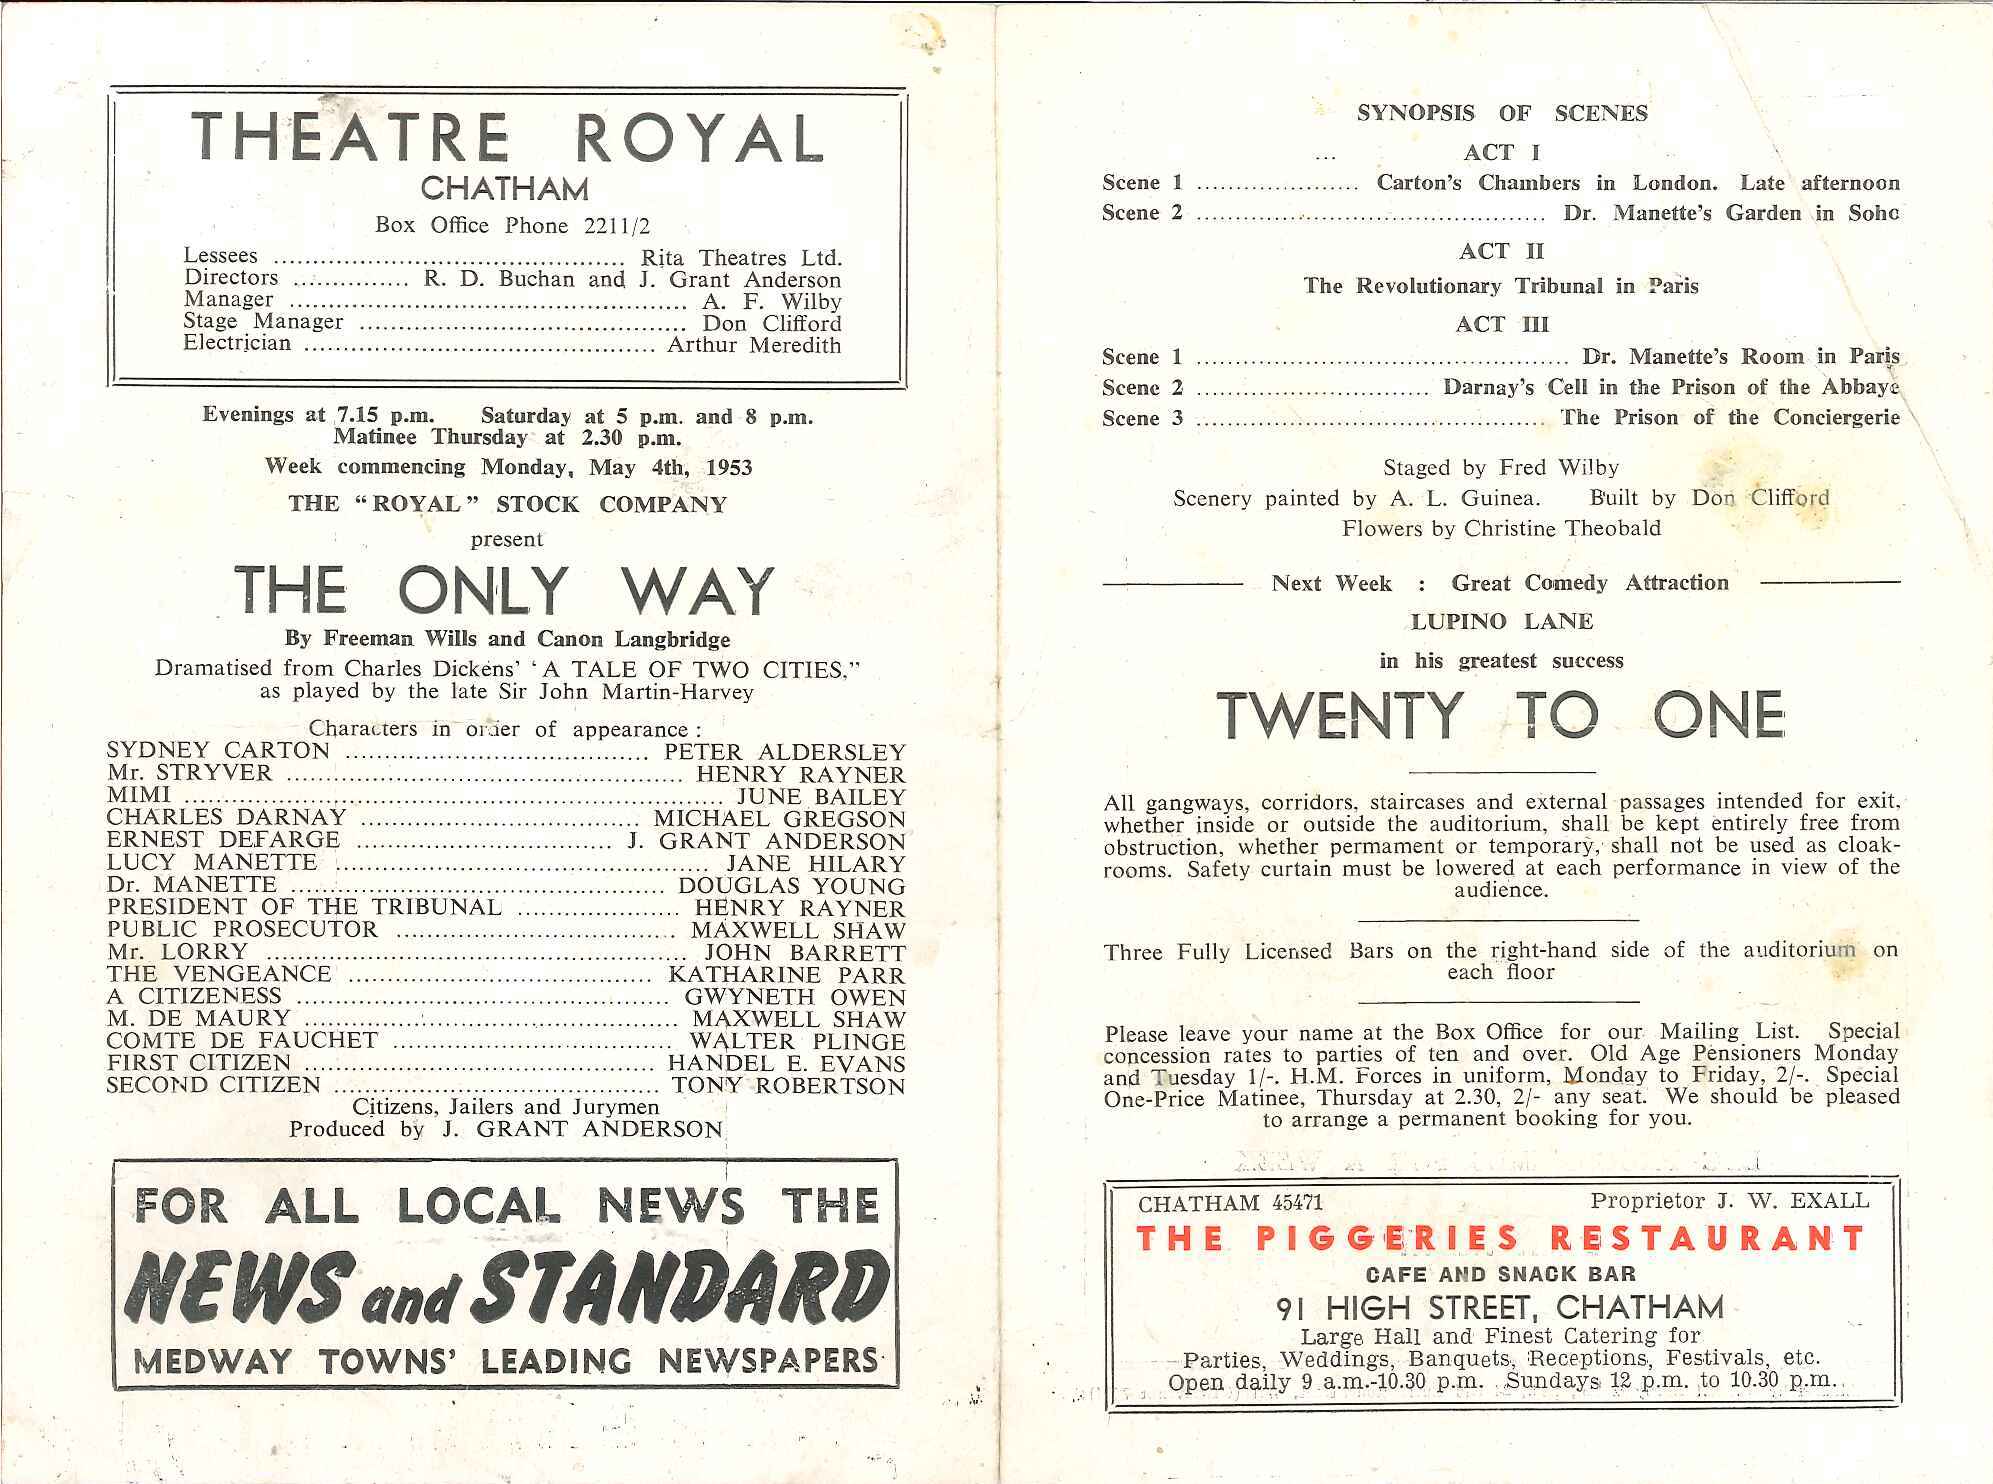 THEATRE ROYAL
CHATHAM
Box Office Phone 2211/2
Lessees ............................................. Rita Theatres Ltd.
Directors ............... R. D. Buchan and J. Grant Anderson
Manager ................................................... A. F. Wilby
Stage Manager .......................................... Don Clifford
Electrician ............................................. Arthur Meredith
Evenings at 7.15 p.m. Saturday at 5 p.m. and 8 p.m.
Matinee Thursday at 2.30 p.m.
Week commencing Monday, May 4th, 1953
THE “ROYAL” STOCK COMPANY
present
THE ONLY WAY
By Freeman Wills and Canon Langbridge
Dramatised from Charles Dickens’ ‘A TALE OF TWO CITIES,”
as played by the late Sir John Martin-Harvey
Characters in order of appearance :
SYDNEY CARTON ....................................... PETER ALDERSLEY
Mr. STRYVER ................................................... HENRY RAYNER
MIMI ..................................................................... JUNE BAILEY
CHARLES DARNAY .................................... MICHAEL GREGSON
ERNEST DEFARGE ................................. J. GRANT ANDERSON
LUCY MANETTE ................................................ JANE HILARY
Dr. MANETTE ................................................ DOUGLAS YOUNG
PRESIDENT OF THE TRIBUNAL ..................... HENRY RAYNER
PUBLIC PROSECUTOR .................................... MAXWELL SHAW
Mr. LORRY ...................................................... JOHN BARRETT
THE VENGEANCE ....................................... KATHARINE PARR
A CITIZENESS ................................................ GWYNETH OWEN
M. DE MAURY ................................................ MAXWELL SHAW
COMTE DE FAUCHET .................................... WALTER PLINGE
FIRST CITIZEN ............................................. HANDEL E. EVANS
SECOND CITIZEN .......................................... TONY ROBERTSON
Citizens, Jailers and Jurymen
Produced by J. GRANT ANDERSON
FOR ALL LOCAL NEWS THE
NEWS and STANDARD
MEDWAY TOWNS’ LEADING NEWSPAPERS
SYNOPSIS OF SCENES
... ACT I
Scene 1 ..................... Carton’s Chambers in London. Late afternoon
Scene 2 ............................................. Dr. Manette’s Garden in Soho
ACT II
The Revolutionary Tribunal in Paris
ACT III
Scene 1 ................................................ Dr. Manette’s Room in Paris
Scene 2 .............................. Darnay’s Cell in the Prison of the Abbaye
Scene 3 ............................................. The Prison of the Conciergerie
Staged by Fred Wilby
Scenery painted by A. L. Guinea. Built by Don Clifford
Flowers by Christine Theobald
Next Week : Great Comedy Attraction
LUPINO LANE
in his greatest success
TWENTY TO ONE
All gangways, corridors, staircases and external passages intended for exit,
whether inside or outside the auditorium, shall be kept entirely free from
obstruction, whether permament or temporary, shall not be used as cloak-
rooms. Safety curtain must be lowered at each performance in view of the
audience.
Three Fully Licensed Bars on the right-hand side of the auditorium on
each floor
Please leave your name at the Box Office for our Mailing List. Special
concession rates to parties of ten and over. Old Age Pensioners Monday
and Tuesday 1/-. H.M. Forces in uniform, Monday to Friday, 2/-. Special
One-Price Matinee, Thursday at 2.30, 2/- any seat. We should be pleased
to arrange a permanent booking for you.
CHATHAM 45471 Proprietor J. W. EXALL
THE PIGGERIES RESTAURANT
CAFE AND SNACK BAR
91 HIGH STREET, CHATHAM
Large Hall and Finest Catering for
Parties, Weddings, Banquets, Receptions, Festivals, etc.
Open daily 9 a.m.-10.30 p.m. Sundays 12 p.m. to 10.30 p.m.